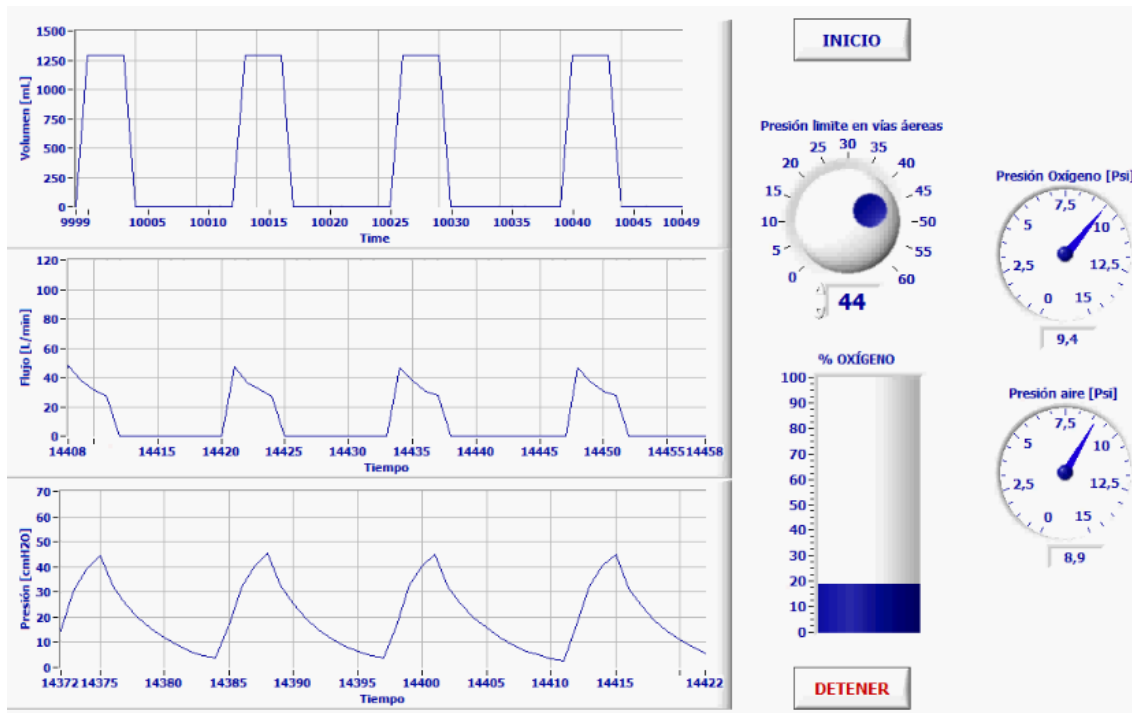 1500
1250
1000
750
500
250
0
Volumen [mL]
9999 10005 10010 10015 10020 10025 10030 10035 10040 10045 10049
Time
120
100
80
60
40
20
0
Flujo [L/min]
14408 14415 14420 14425 14430 14435 14440 14445 14450 14455 14458
Tiempo
70
60
50
40
30
20
10
0
Presión [cmH2O]
14372 14375 14380 14385 14390 14395 14400 14405 14410 14415 14422
Tiempo
INICIO
Presión limite en vías áereas
0 5 10 15 20 25 30 35 40 45 50 55 60
44
% OXÍGENO
100
90
80
70
60
50
40
30
20
10
0
DETENER
Presión Oxígeno [Psi]
0 2,5 5 7,5 10 12,5 15
9,4
Presión aire [Psi]
0 2,5 5 7,5 10 12,5 15
8,9